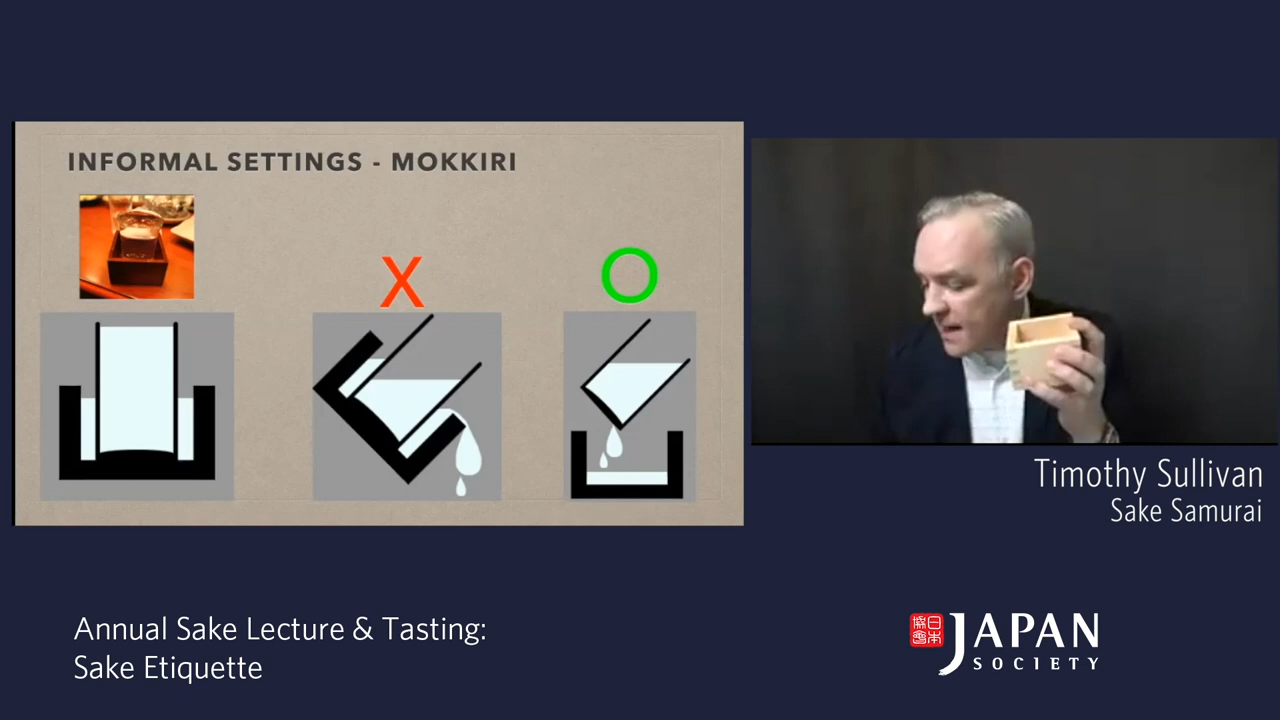 INFORMAL SETTINGS - MOKKIRI
X
O
Timothy Sullivan
Sake Samurai
Annual Sake Lecture & Tasting:
Sake Etiquette
日本協會
JAPAN
SOCIETY